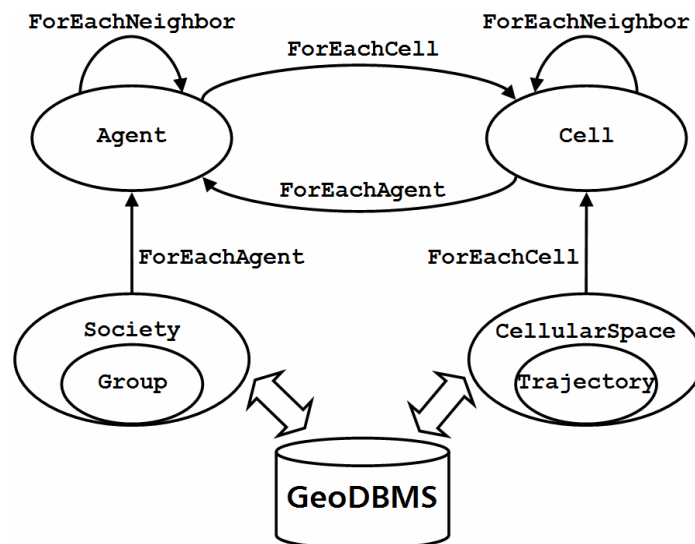 ForEachNeighbor
ForEachNeighbor
ForEachCell
Agent
Cell
ForEachAgent
ForEachAgent
ForEachCell
Society
CellularSpace
Group
Trajectory
GeoDBMS